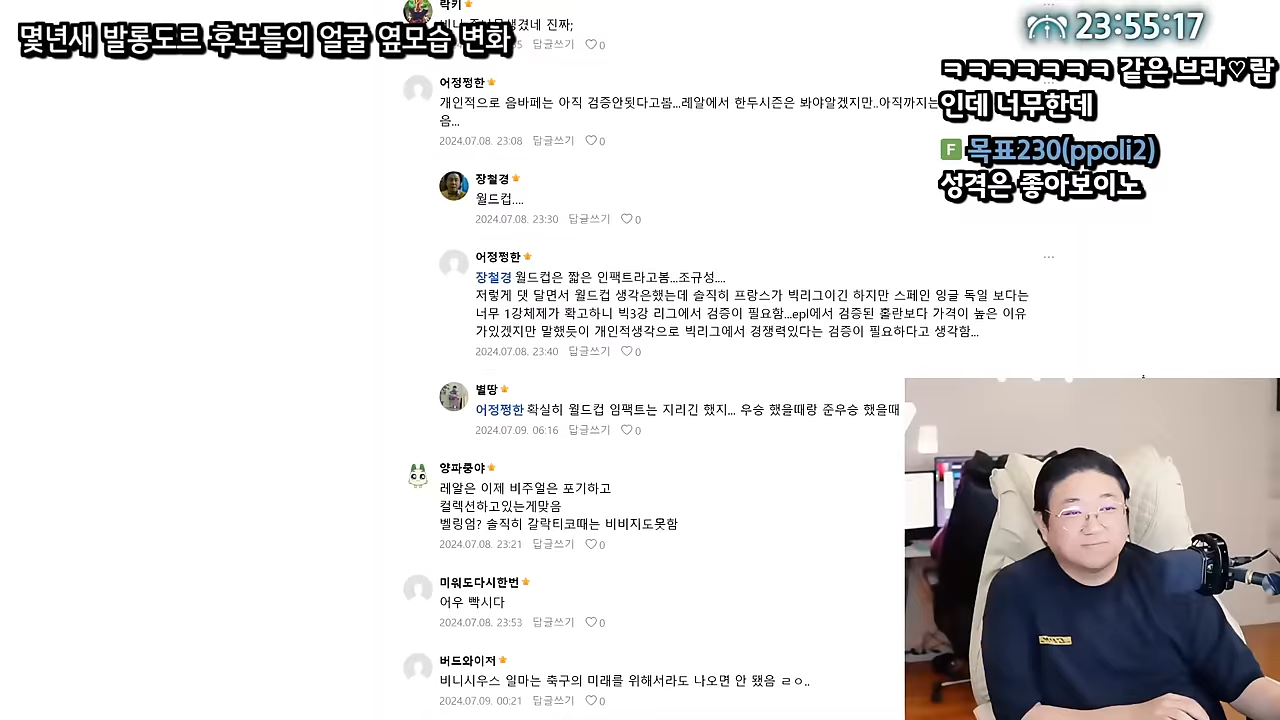 몇년새 발롱도르 후보들의 얼굴 옆모습 변화
23:55:17
ㅋㅋㅋㅋㅋㅋㅋ 같은 브라♡람
인데 너무한데
F 목표230(ppoli2)
성격은 좋아보이노
락키
진짜;
답글쓰기 0
어정쩡한
개인적으로 음바페는 아직 검증안됫다고봄...레알에서 한두시즌은 봐야알겠지만..아직까지는
음...
2024.07.08. 23:08 답글쓰기 0
장철경
월드컵....
2024.07.08. 23:30 답글쓰기 0
어정쩡한
장철경 월드컵은 짧은 인팩트라고봄...조규성....
저렇게 댓 달면서 월드컵 생각은했는데 솔직히 프랑스가 빅리그이긴 하지만 스페인 잉글 독일 보다는
너무 1강체제가 확고하니 빅3강 리그에서 검증이 필요함...epl에서 검증된 홀란보다 가격이 높은 이유
가있겠지만 말했듯이 개인적생각으로 빅리그에서 경쟁력있다는 검증이 필요하다고 생각함...
2024.07.08. 23:40 답글쓰기 0
별땅
어정쩡한 확실히 월드컵 임팩트는 지리긴 했지... 우승 했을때랑 준우승 했을때
2024.07.09. 06:16 답글쓰기 0
양파쿵야
레알은 이제 비주얼은 포기하고
컬렉션하고있는게맞음
벨링엄? 솔직히 갈락티코때는 비비지도못함
2024.07.08. 23:21 답글쓰기 0
미워도다시한번
어우 빡시다
2024.07.08. 23:53 답글쓰기 0
버드와이저
비니시우스 일마는 축구의 미래를 위해서라도 나오면 안 됐음 ㄹㅇ..
2024.07.09. 00:21 답글쓰기 0